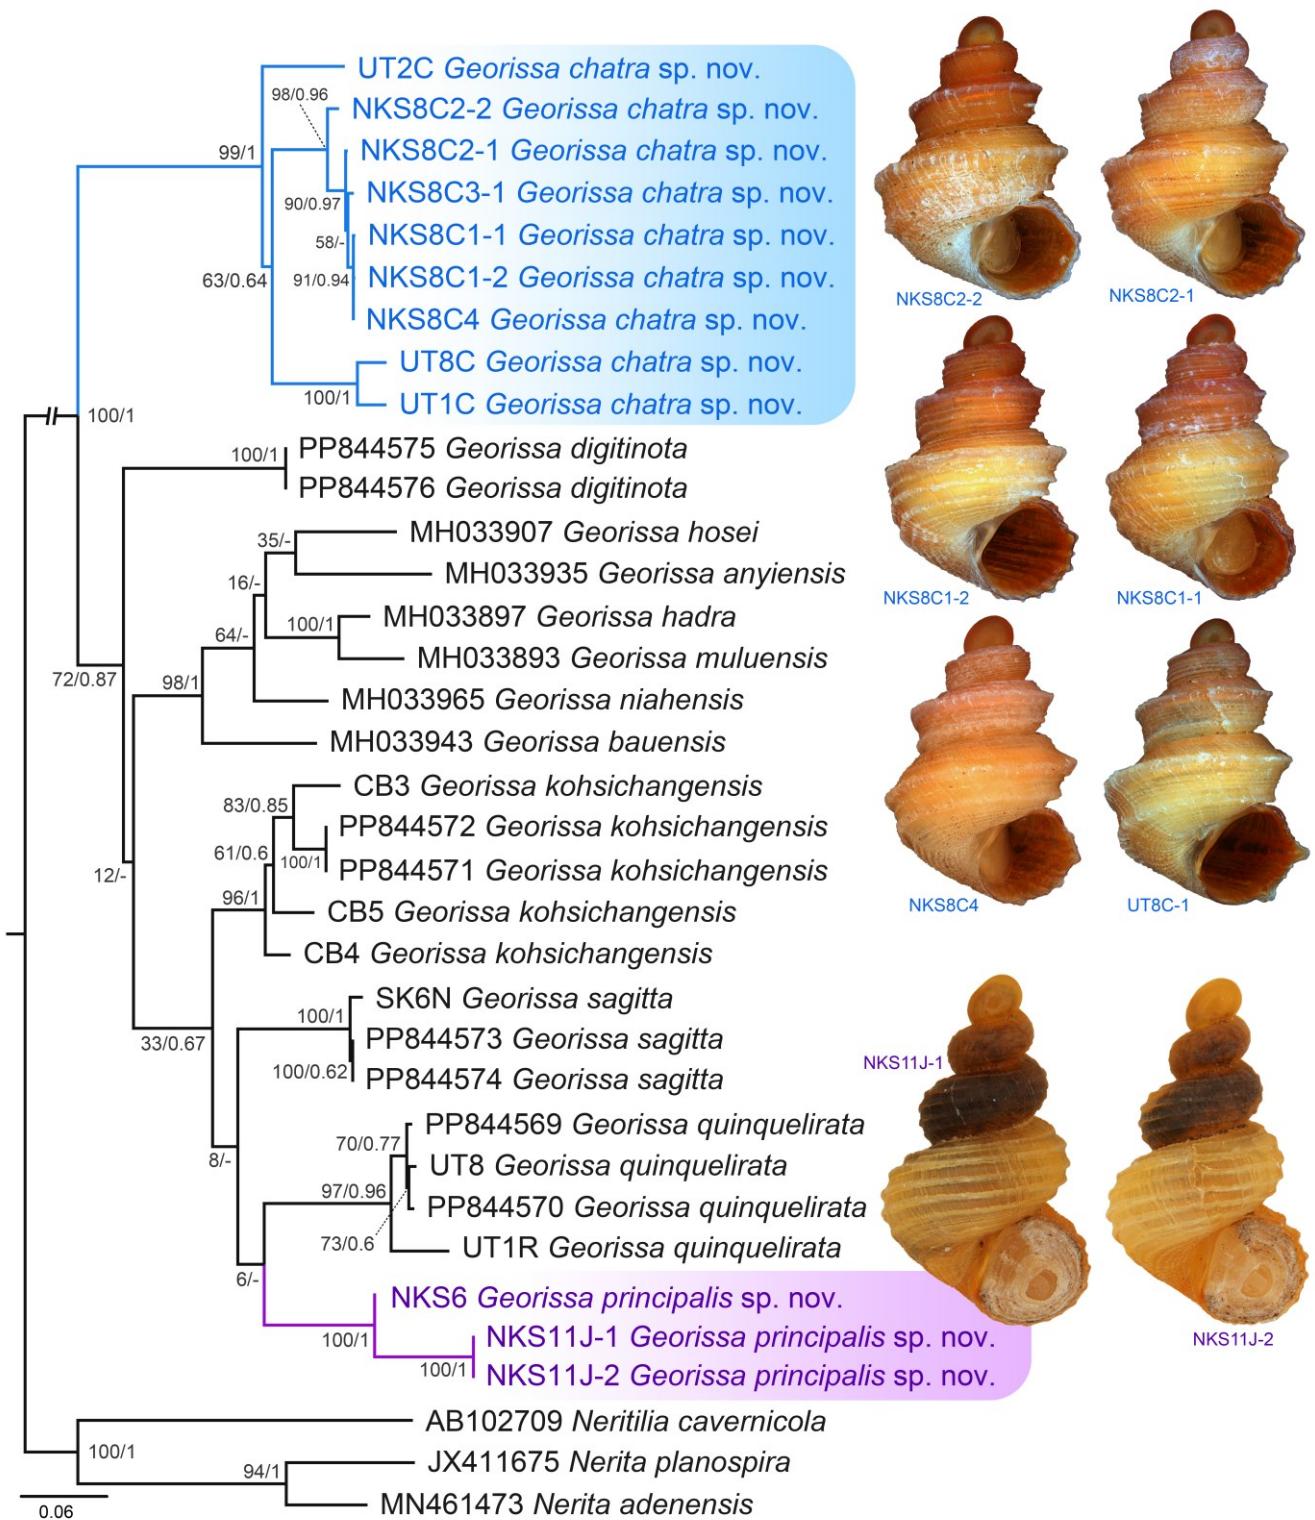 UT2C Georissa chatra sp. nov.
98/0.96
NKS8C2-2 Georissa chatra sp. nov.
99/1
NKS8C2-1 Georissa chatra sp. nov.
NKS8C3-1 Georissa chatra sp. nov.
90/0.97
NKS8C1-1 Georissa chatra sp. nov.
58/-
63/0.64
91/0.94
NKS8C1-2 Georissa chatra sp. nov.
NKS8C4 Georissa chatra sp. nov.
UT8C Georissa chatra sp. nov.
100/1
UT1C Georissa chatra sp. nov.
100/1
PP844575 Georissa digitinota
100/1
PP844576 Georissa digitinota
MH033907 Georissa hosei
35/-
MH033935 Georissa anyiensis
16/-
MH033897 Georissa hadra
100/1
64/-
MH033893 Georissa muluensis
72/0.87
98/1
MH033965 Georissa niahensis
MH033943 Georissa bauensis
CB3 Georissa kohsichangensis
83/0.85
PP844572 Georissa kohsichangensis
61/0.6
100/1
PP844571 Georissa kohsichangensis
12/-
96/1
CB5 Georissa kohsichangensis
CB4 Georissa kohsichangensis
SK6N Georissa sagitta
100/1
33/0.67
PP844573 Georissa sagitta
100/0.62
PP844574 Georissa sagitta
PP844569 Georissa quinquelirata
70/0.77
8/-
UT8 Georissa quinquelirata
97/0.96
PP844570 Georissa quinquelirata
73/0.6
UT1R Georissa quinquelirata
6/-
NKS6 Georissa principalis sp. nov.
100/1
NKS11J-1 Georissa principalis sp. nov.
100/1
NKS11J-2 Georissa principalis sp. nov.
AB102709 Neritilia cavernicola
100/1
JX411675 Nerita planospira
94/1
MN461473 Nerita adenensis
0.06
NKS8C2-2
NKS8C2-1
NKS8C1-2
NKS8C1-1
NKS8C4
UT8C-1
NKS11J-1
NKS11J-2